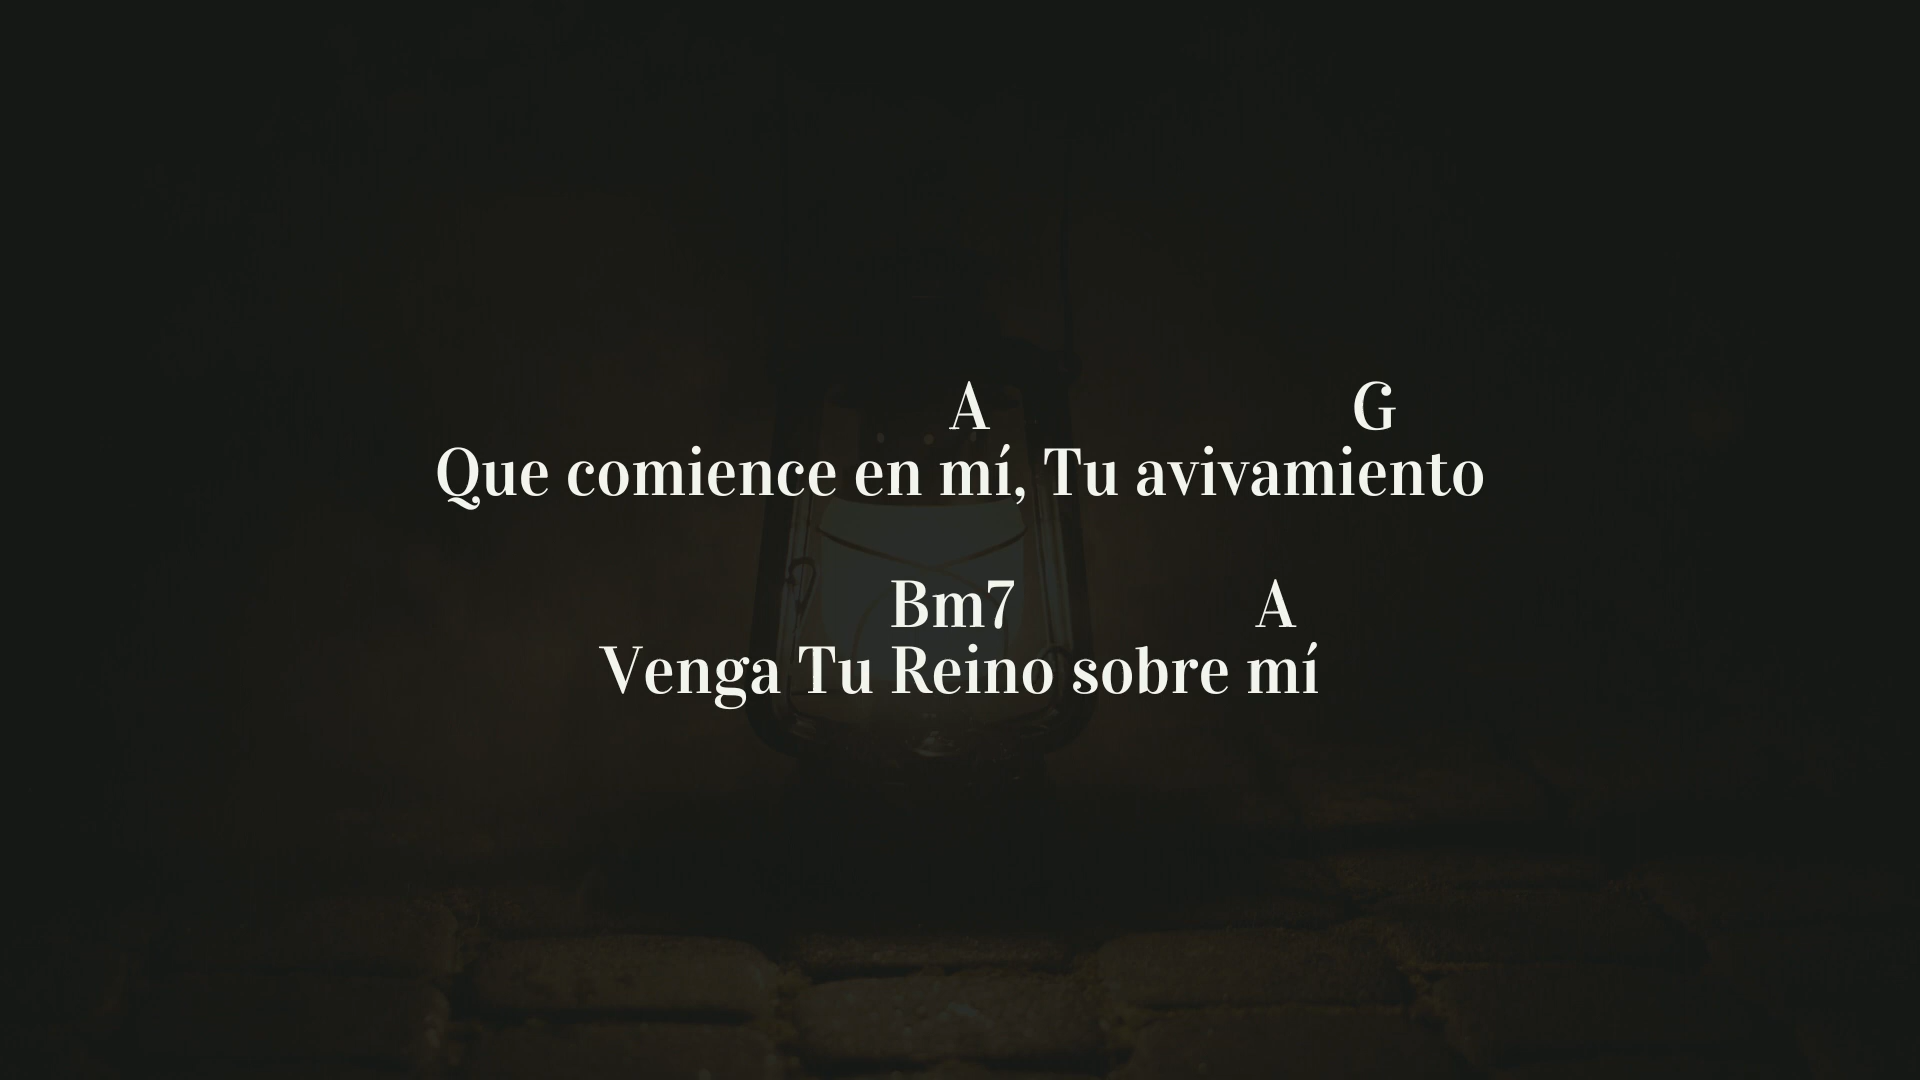 A G
Que comience en mí, Tu avivamiento
Bm7 A
Venga Tu Reino sobre mí